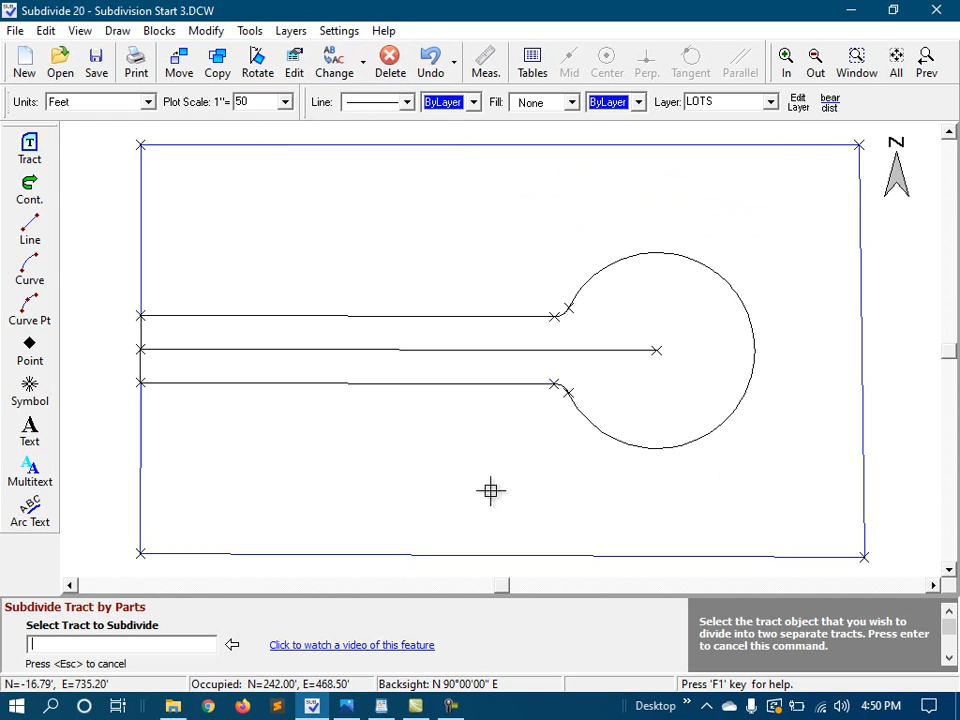 Subdivide 20 - Subdivision Start 3.DCW
File Edit View Draw Blocks Modify Tools Layers Settings Help
New Open Save Print Move Copy Rotate Edit Change Delete Undo Meas. Tables Mid Center Perp. Tangent Parallel In Out Window All Prev
Units: Feet Plot Scale: 1"= 50 Line: ByLayer Fill: None ByLayer Layer: LOTS Edit Layer bear dist
Tract
Cont.
Line
Curve
Curve Pt
Point
Symbol
Text
Multitext
Arc Text
N
Subdivide Tract by Parts
Select Tract to Subdivide
Click to watch a video of this feature
Press <Esc> to cancel
Select the tract object that you wish to
divide into two separate tracts. Press enter
to cancel this command.
N=-16.79', E=735.20' Occupied: N=242.00', E=468.50' Backsight: N 90°00'00" E Press 'F1' key for help.
Desktop 4:50 PM